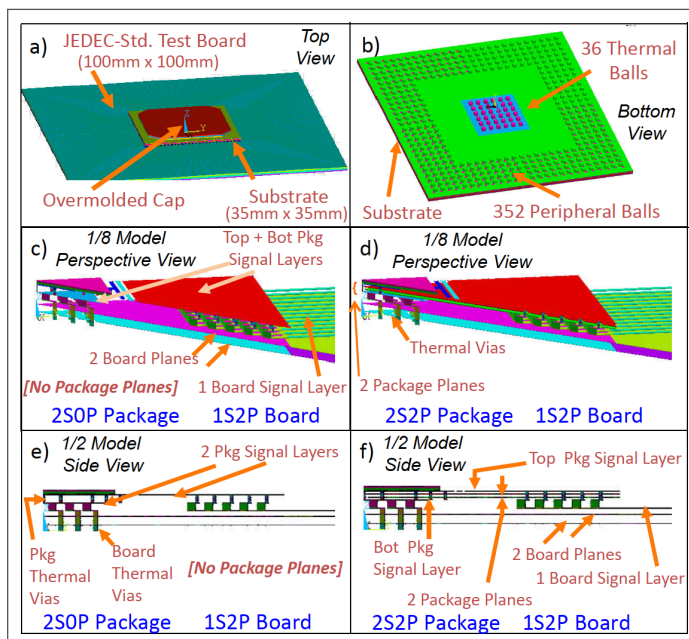 a)
JEDEC-Std. Test Board
(100mm x 100mm)
Top
View
Z
Y
Overmolded Cap
Substrate
(35mm x 35mm)
b)
36 Thermal
Balls
Bottom
View
Substrate
352 Peripheral Balls
c)
1/8 Model
Perspective View
Top + Bot Pkg
Signal Layers
2 Board Planes
[No Package Planes]
1 Board Signal Layer
2S0P Package
1S2P Board
d)
1/8 Model
Perspective View
Thermal Vias
2 Package Planes
2S2P Package
1S2P Board
e)
1/2 Model
Side View
2 Pkg Signal Layers
Pkg
Thermal
Vias
Board
Thermal
Vias
[No Package Planes]
2S0P Package
1S2P Board
f)
1/2 Model
Side View
Top Pkg Signal Layer
Bot Pkg
Signal Layer
2 Board Planes
1 Board Signal Layer
2 Package Planes
2S2P Package
1S2P Board